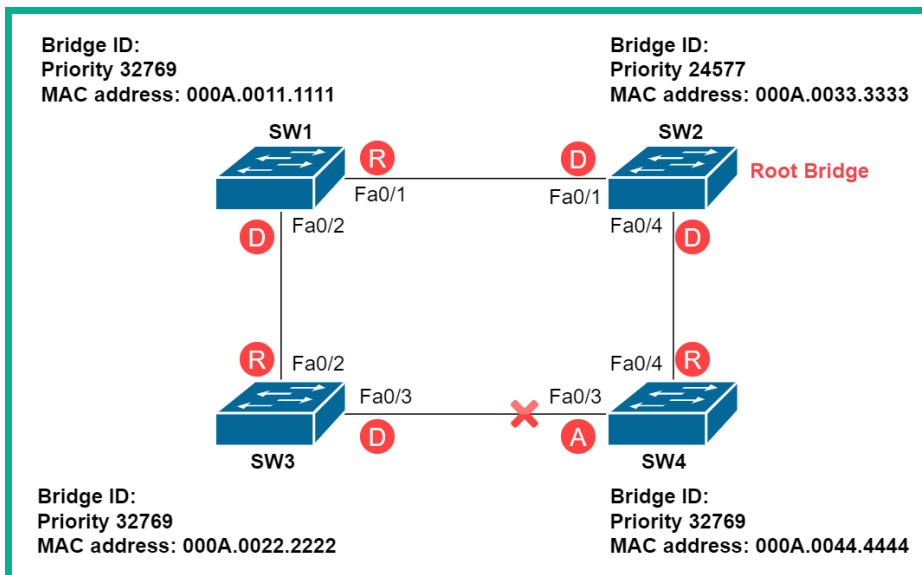 Bridge ID:
Priority 32769
MAC address: 000A.0011.1111
Bridge ID:
Priority 24577
MAC address: 000A.0033.3333
SW1
SW2
R
D
Root Bridge
Fa0/1
Fa0/1
D
Fa0/2
Fa0/4
D
R
Fa0/2
Fa0/4
R
Fa0/3
Fa0/3
D
A
SW3
SW4
Bridge ID:
Priority 32769
MAC address: 000A.0022.2222
Bridge ID:
Priority 32769
MAC address: 000A.0044.4444